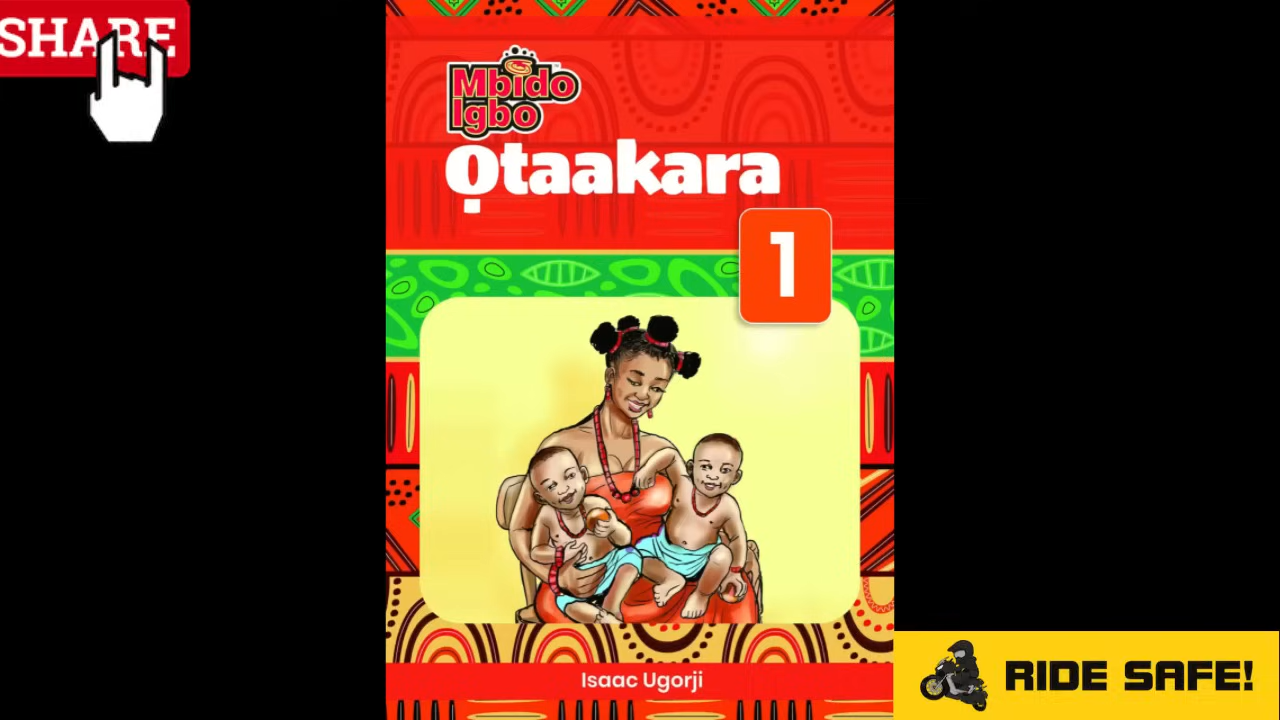 SHARE
Mbido
Igbo
Ọtaakara
1
Isaac Ugorji
RIDE SAFE!